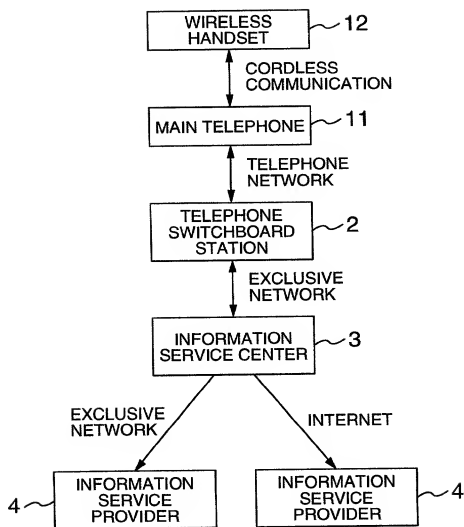 WIRELESS
HANDSET
12
CORDLESS
COMMUNICATION
MAIN TELEPHONE
11
TELEPHONE
NETWORK
TELEPHONE
SWITCHBOARD
STATION
2
EXCLUSIVE
NETWORK
INFORMATION
SERVICE CENTER
3
EXCLUSIVE
NETWORK
INTERNET
4
INFORMATION
SERVICE
PROVIDER
INFORMATION
SERVICE
PROVIDER
4